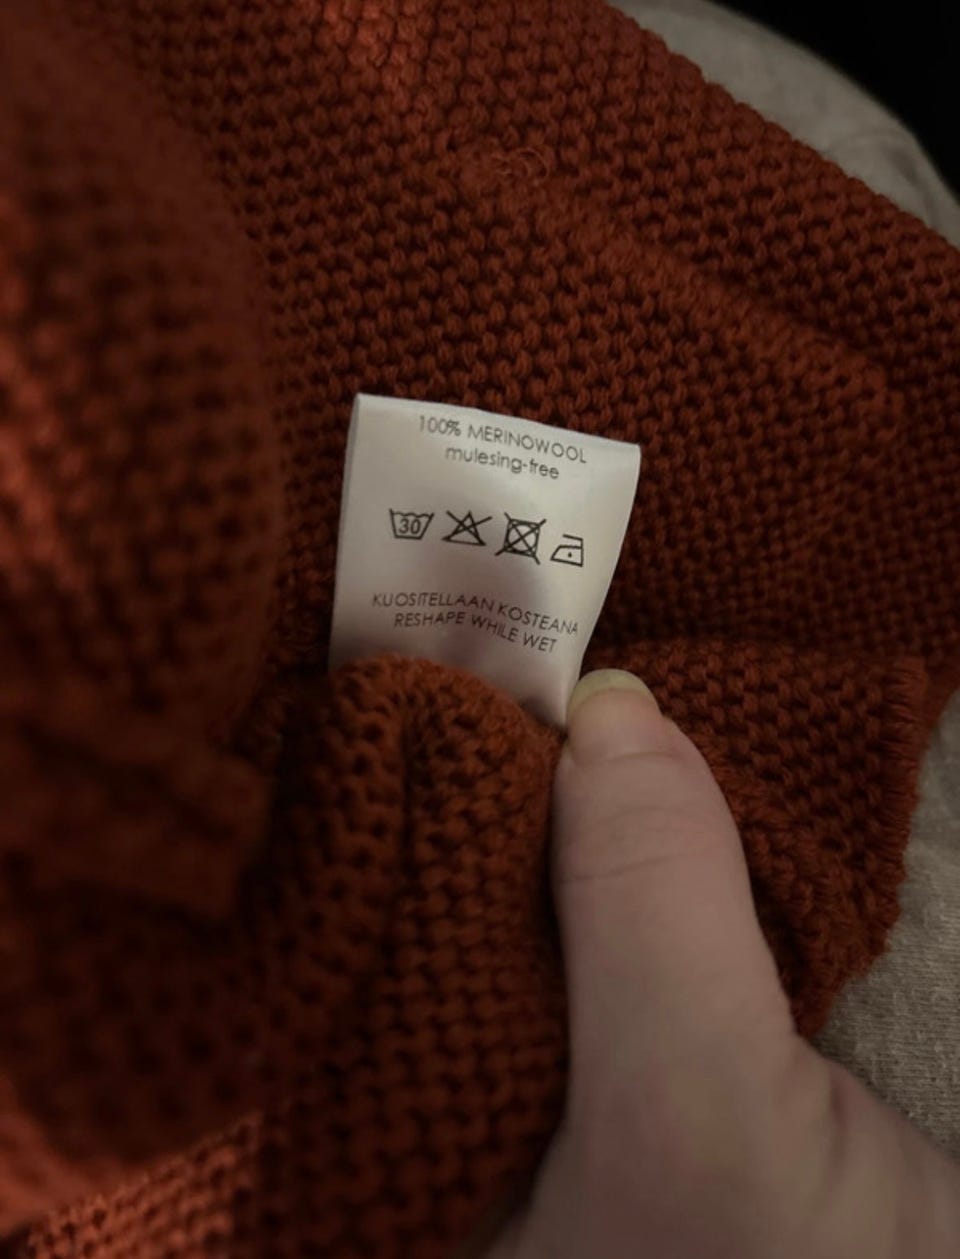 100% MERINOWOOL
mulesing-free
30
KUOSITELLAAN KOSTEANA
RESHAPE WHILE WET